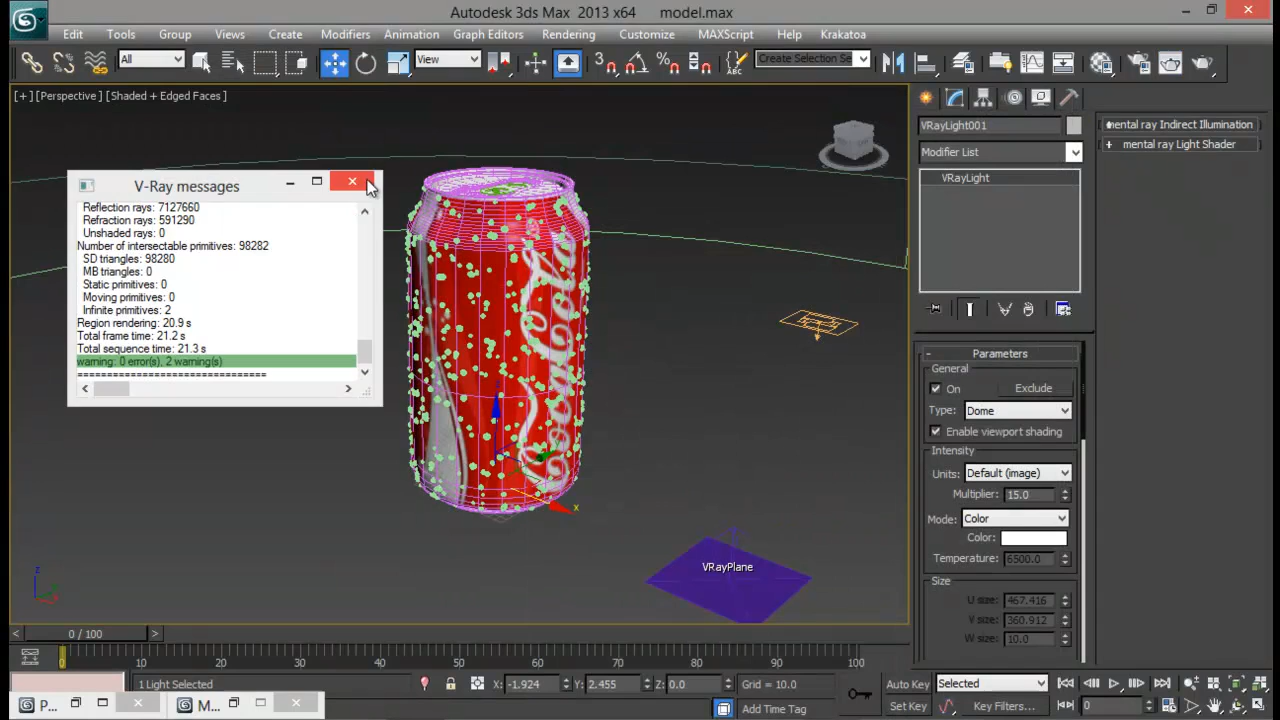 Autodesk 3ds Max 2013 x64 model.max
Edit Tools Group Views Create Modifiers Animation Graph Editors Rendering Customize MAXScript Help Krakatoa
All View Create Selection Se
[+] [Perspective] [Shaded + Edged Faces]
V-Ray messages
Reflection rays: 7127660
Refraction rays: 591290
Unshaded rays: 0
Number of intersectable primitives: 98282
SD triangles: 98280
MB triangles: 0
Static primitives: 0
Moving primitives: 0
Infinite primitives: 2
Region rendering: 20.9 s
Total frame time: 21.2 s
Total sequence time: 21.3 s
warning: 0 error(s), 2 warning(s)
===============================
Coca-Cola
VRayPlane
x
z
VRayLight001
Modifier List
VRayLight
mental ray Indirect Illumination
+ mental ray Light Shader
- Parameters
General
On Exclude
Type: Dome
Enable viewport shading
Intensity
Units: Default (image)
Multiplier: 15.0
Mode: Color
Color:
Temperature: 6500.0
Size
U size: 467.416
V size: 360.912
W size: 10.0
< 0 / 100 >
0 10 20 30 40 50 60 70 80 90 100
1 Light Selected X: -1.924 Y: 2.455 Z: 0.0 Grid = 10.0 Auto Key Selected
P... M... Add Time Tag Set Key Key Filters... 0